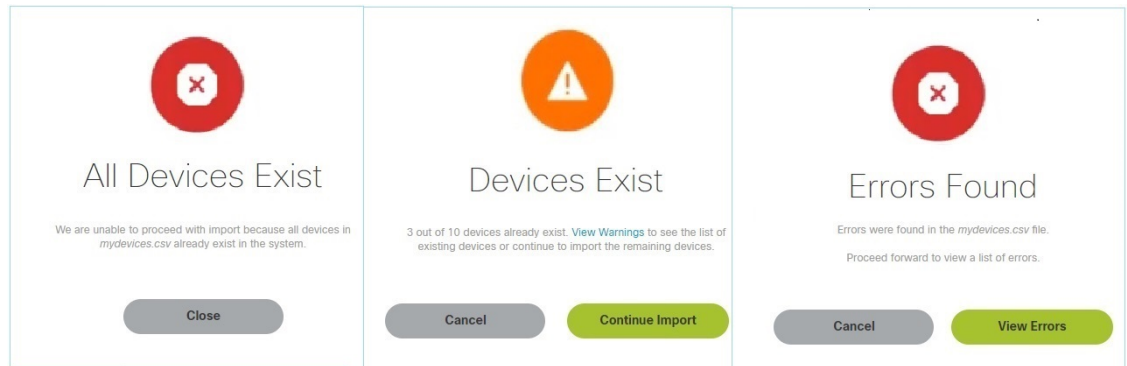 All Devices Exist
We are unable to proceed with import because all devices in
mydevices.csv already exist in the system.
Close
Devices Exist
3 out of 10 devices already exist. View Warnings to see the list of
existing devices or continue to import the remaining devices.
Cancel
Continue Import
Errors Found
Errors were found in the mydevices.csv file.
Proceed forward to view a list of errors.
Cancel
View Errors